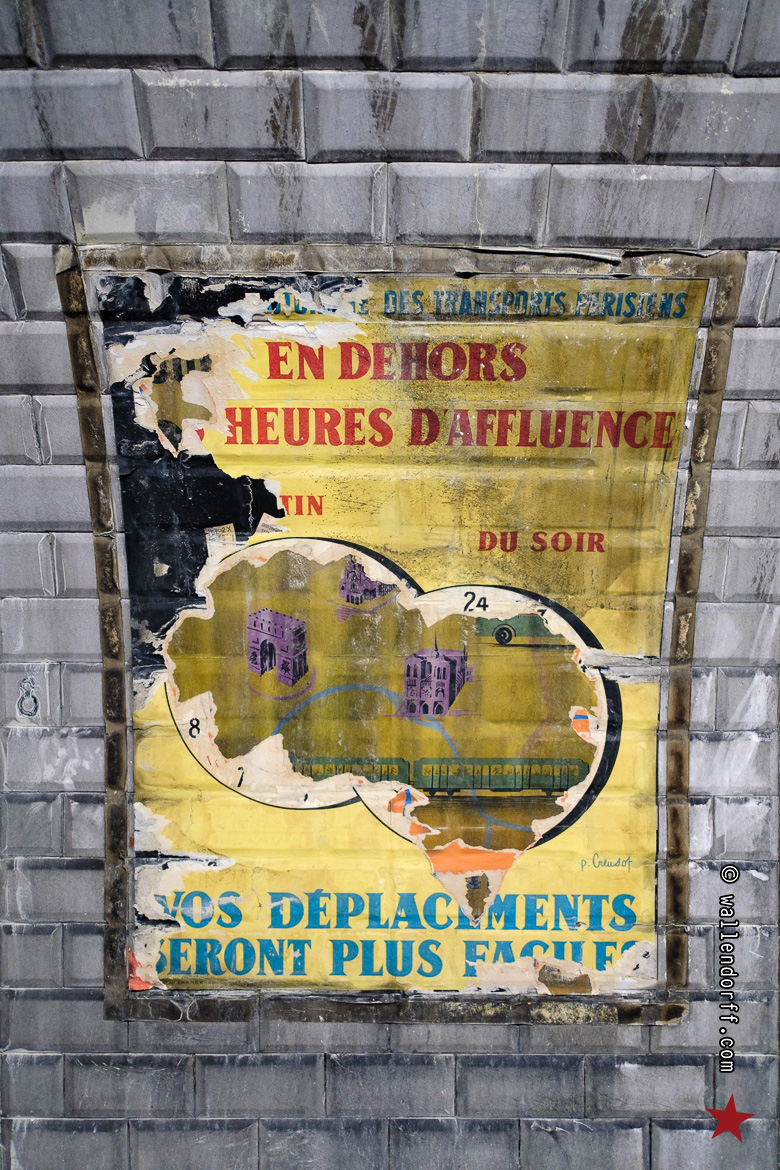 DES TRANSPORTS PARISIENS
EN DEHORS
HEURES D'AFFLUENCE
TIN
DU SOIR
24
8
7
p. Creusot
VOS DÉPLACEMENTS
SERONT PLUS FACILES
© wallendorff.com